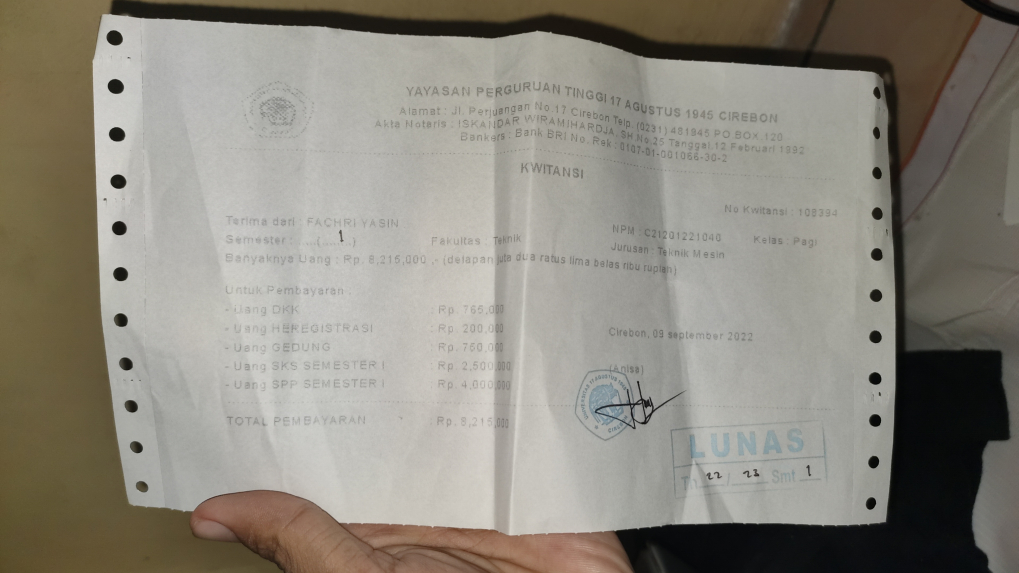 YAYASAN PERGURUAN TINGGI 17 AGUSTUS 1945 CIREBON
Alamat : Jl. Perjuangan No.17 Cirebon Telp. (0231) 481945 PO BOX.120
Akta Notaris : ISKANDAR WIRAMIHARDJA, SH.No.25 Tanggal.12 Februari 1992
Bankers : Bank BRI No. Rek : 0107-01-001056-30-2
KWITANSI
No Kwitansi : 108394
Terima dari : FACHRI YASIN
NPM : C21201221046 Kelas : Pagi
Semester : .....(.....1..) Fakultas : Teknik Jurusan : Teknik Mesin
Banyaknya Uang : Rp. 8,215,000 ,- (delapan juta dua ratus lima belas ribu rupiah)
Untuk Pembayaran :
- Uang DKK : Rp. 765,000
- Uang HEREGISTRASI : Rp. 200,000
- Uang GEDUNG : Rp. 750,000
- Uang SKS SEMESTER I : Rp. 2,500,000
- Uang SPP SEMESTER I : Rp. 4,000,000
TOTAL PEMBAYARAN : Rp. 8,215,000
Cirebon, 09 september 2022
(Anisa)
LUNAS
Th 22 / 23 Smt 1